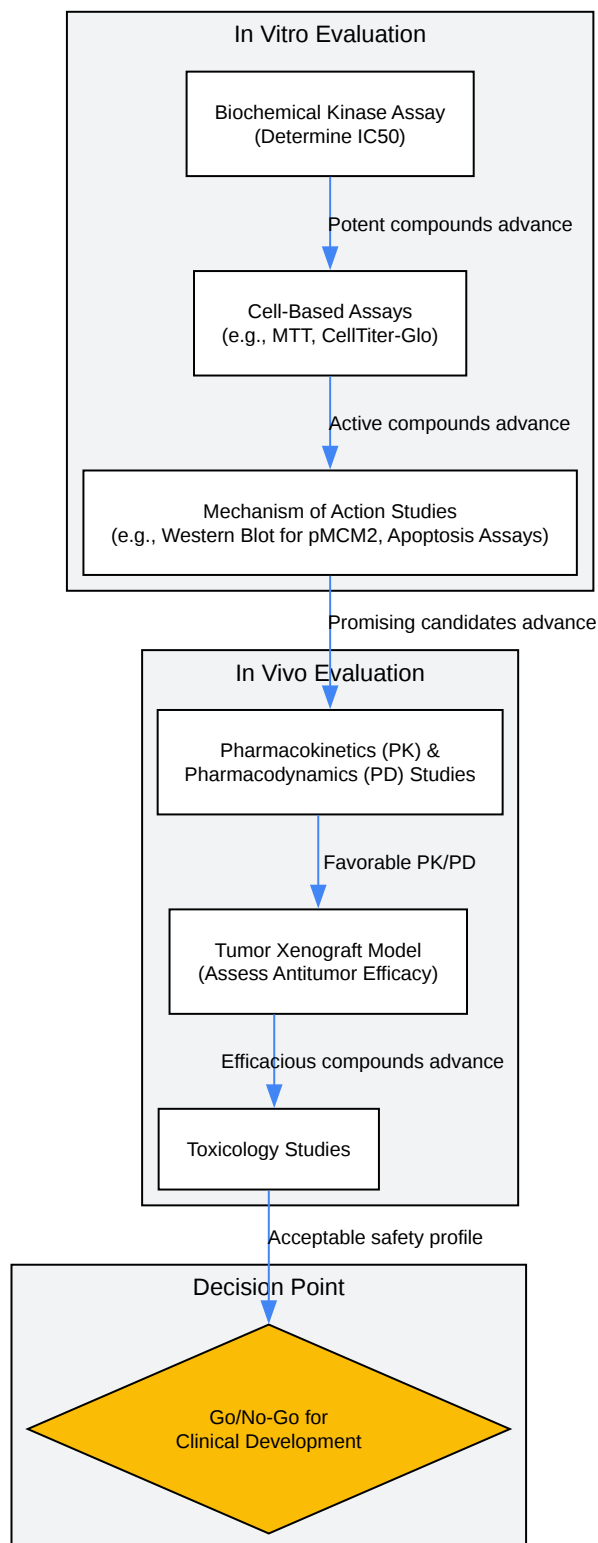 In Vitro Evaluation
Biochemical Kinase Assay
(Determine IC50)
Potent compounds advance
Cell-Based Assays
(e.g., MTT, CellTiter-Glo)
Active compounds advance
Mechanism of Action Studies
(e.g., Western Blot for pMCM2, Apoptosis Assays)
Promising candidates advance
In Vivo Evaluation
Pharmacokinetics (PK) &
Pharmacodynamics (PD) Studies
Favorable PK/PD
Tumor Xenograft Model
(Assess Antitumor Efficacy)
Efficacious compounds advance
Toxicology Studies
Acceptable safety profile
Decision Point
Go/No-Go for
Clinical Development